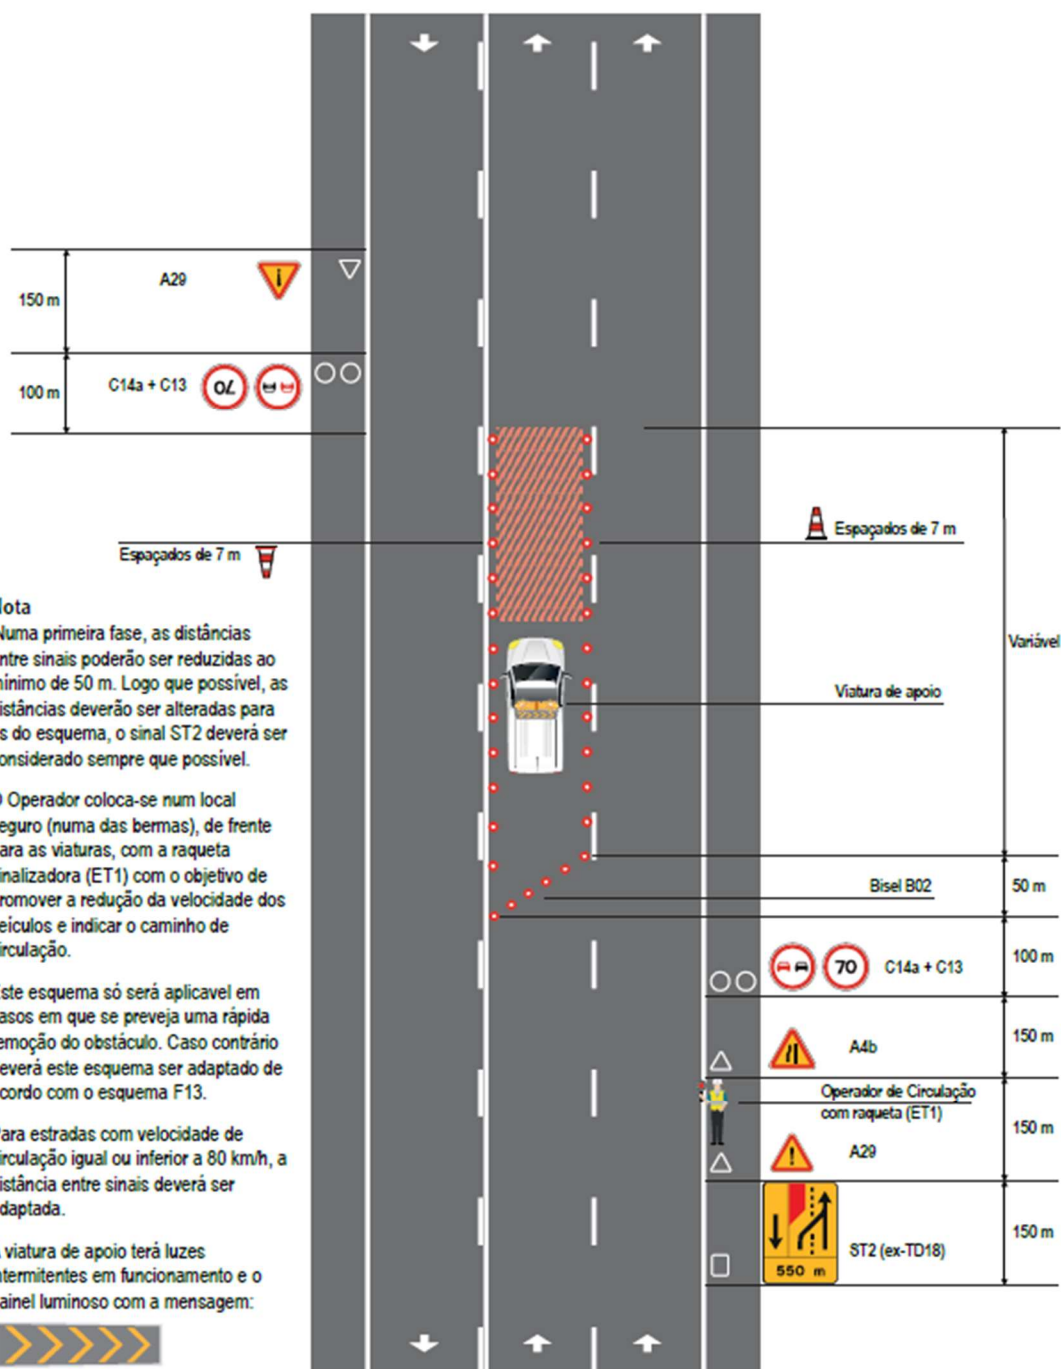 A29
150 m
C14a + C13
70
100 m
Espaçados de 7 m
Espaçados de 7 m
Variável
Viatura de apoio
Bisel B02
50 m
100 m
70
C14a + C13
150 m
A4b
Operador de Circulação
com raqueta (ET1)
150 m
A29
150 m
ST2 (ex-TD18)
550 m
lota
Numa primeira fase, as distâncias
ntre sinais poderão ser reduzidas ao
ínimo de 50 m. Logo que possível, as
istâncias deverão ser alteradas para
s do esquema, o sinal ST2 deverá ser
onsiderado sempre que possível.
Operador coloca-se num local
eguro (numa das bermas), de frente
ara as viaturas, com a raqueta
inalizadora (ET1) com o objetivo de
romover a redução da velocidade dos
eículos e indicar o caminho de
irculação.
ste esquema só será aplicavel em
asos em que se preveja uma rápida
emoção do obstáculo. Caso contrário
everá este esquema ser adaptado de
cordo com o esquema F13.
ara estradas com velocidade de
irculação igual ou inferior a 80 km/h, a
istância entre sinais deverá ser
daptada.
viatura de apoio terá luzes
ntermitentes em funcionamento e o
ainel luminoso com a mensagem: